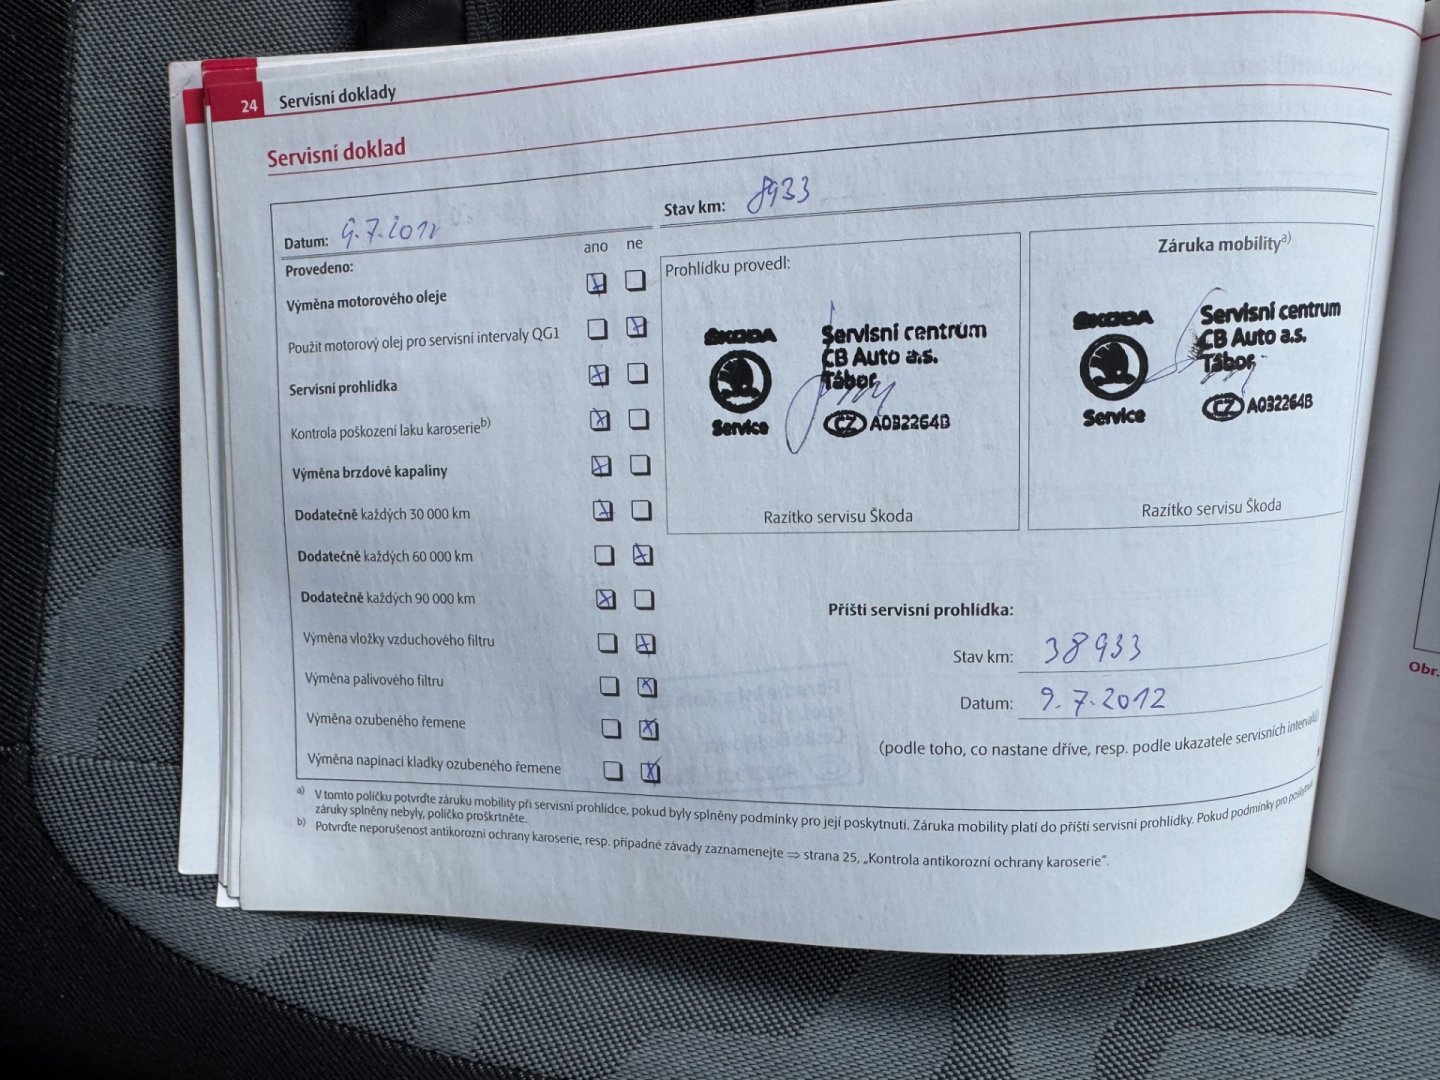 24 Servisní doklady
Servisní doklad
Datum: 9.7.2011
Stav km: 8933
Provedeno: ano ne
Výměna motorového oleje
Použit motorový olej pro servisní intervaly QG1
Servisní prohlídka
Kontrola poškození laku karoserie b)
Výměna brzdové kapaliny
Dodatečně každých 30 000 km
Dodatečně každých 60 000 km
Dodatečně každých 90 000 km
Výměna vložky vzduchového filtru
Výměna palivového filtru
Výměna ozubeného řemene
Výměna napínací kladky ozubeného řemene
Prohlídku provedl:
ŠKODA
Service
Servisní centrum
ČB Auto a.s.
Tábor
CZ A032264B
Razítko servisu Škoda
Záruka mobility a)
ŠKODA
Service
Servisní centrum
ČB Auto a.s.
Tábor
CZ A032264B
Razítko servisu Škoda
Příští servisní prohlídka:
Stav km: 38933
Datum: 9.7.2012
(podle toho, co nastane dříve, resp. podle ukazatele servisních intervalů)
a) V tomto políčku potvrďte záruku mobility při servisní prohlídce, pokud byly splněny podmínky pro její poskytnutí. Záruka mobility platí do příští servisní prohlídky. Pokud podmínky pro poskytnutí
záruky splněny nebyly, políčko proškrtněte.
b) Potvrďte neporušenost antikorozní ochrany karoserie, resp. případné závady zaznamenejte ⇒ strana 25, „Kontrola antikorozní ochrany karoserie“.
Obr.